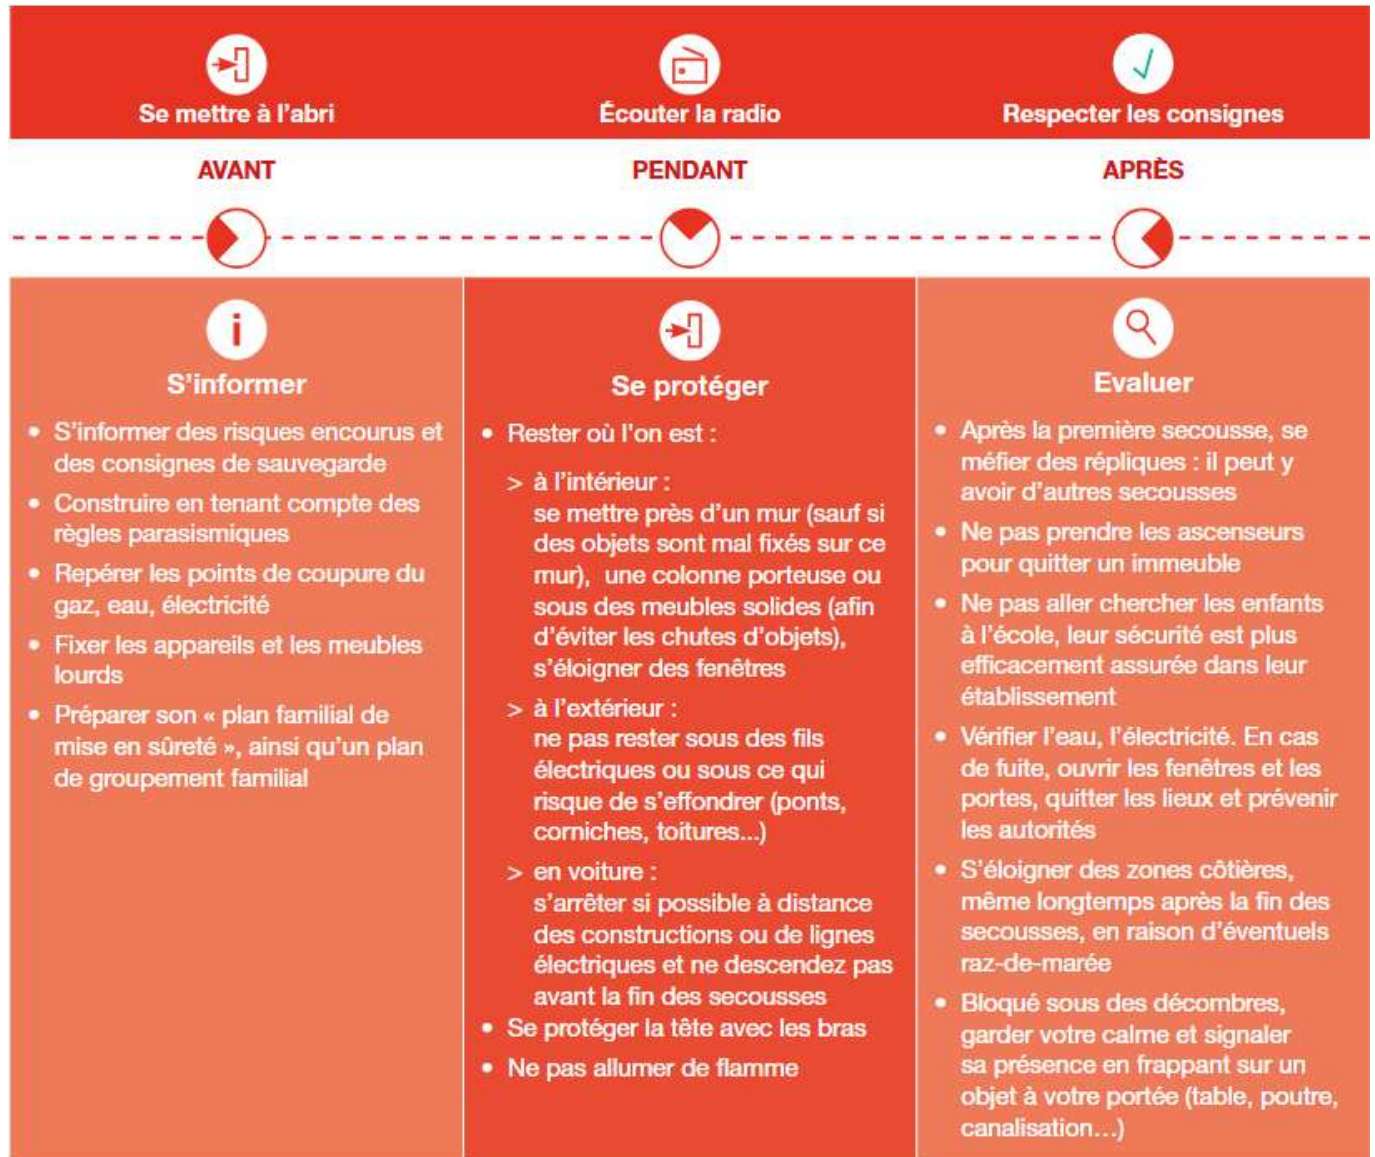 Se mettre à l'abri
Écouter la radio
Respecter les consignes
AVANT
PENDANT
APRÈS
i
S'informer
• S'informer des risques encourus et
des consignes de sauvegarde
• Construire en tenant compte des
règles parasismiques
• Repérer les points de coupure du
gaz, eau, électricité
• Fixer les appareils et les meubles
lourds
• Préparer son « plan familial de
mise en sûreté », ainsi qu'un plan
de groupement familial
Se protéger
• Rester où l'on est :
> à l'intérieur :
se mettre près d'un mur (sauf si
des objets sont mal fixés sur ce
mur), une colonne porteuse ou
sous des meubles solides (afin
d'éviter les chutes d'objets),
s'éloigner des fenêtres
> à l'extérieur :
ne pas rester sous des fils
électriques ou sous ce qui
risque de s'effondrer (ponts,
corniches, toitures...)
> en voiture :
s'arrêter si possible à distance
des constructions ou de lignes
électriques et ne descendez pas
avant la fin des secousses
• Se protéger la tête avec les bras
• Ne pas allumer de flamme
Evaluer
• Après la première secousse, se
méfier des répliques : il peut y
avoir d'autres secousses
• Ne pas prendre les ascenseurs
pour quitter un immeuble
• Ne pas aller chercher les enfants
à l'école, leur sécurité est plus
efficacement assurée dans leur
établissement
• Vérifier l'eau, l'électricité. En cas
de fuite, ouvrir les fenêtres et les
portes, quitter les lieux et prévenir
les autorités
• S'éloigner des zones côtières,
même longtemps après la fin des
secousses, en raison d'éventuels
raz-de-marée
• Bloqué sous des décombres,
garder votre calme et signaler
sa présence en frappant sur un
objet à votre portée (table, poutre,
canalisation…)